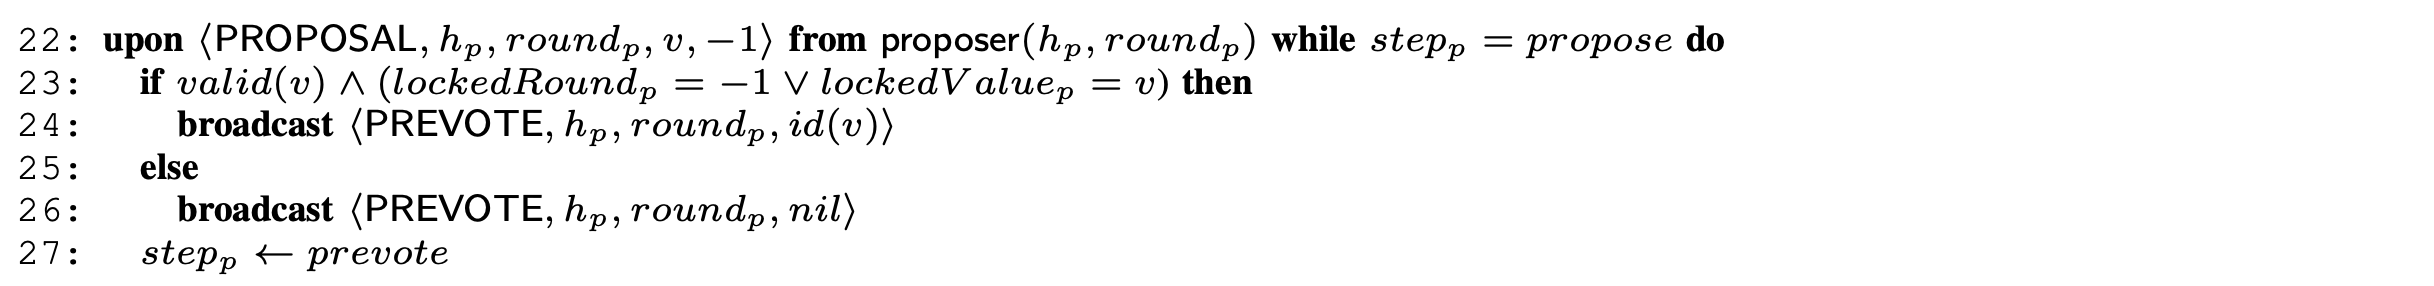 22: upon ⟨PROPOSAL, h_p, round_p, v, −1⟩ from proposer(h_p, round_p) while step_p = propose do
23: if valid(v) ∧ (lockedRound_p = −1 ∨ lockedValue_p = v) then
24: broadcast ⟨PREVOTE, h_p, round_p, id(v)⟩
25: else
26: broadcast ⟨PREVOTE, h_p, round_p, nil⟩
27: step_p ← prevote